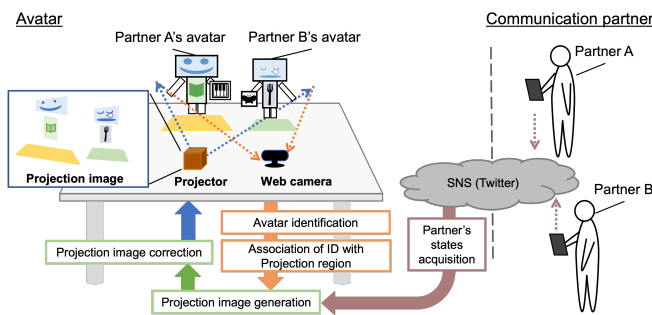 Avatar
Communication partner
Partner A's avatar
Partner B's avatar
Partner A
Projection image
Projector
Web camera
SNS (Twitter)
Partner B
Avatar identification
Association of ID with
Projection region
Partner's
states
acquisition
Projection image correction
Projection image generation